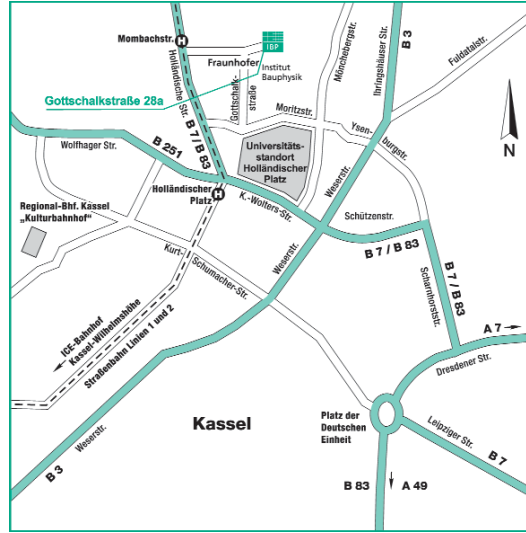 Mombachstr.
H
IBP
Fraunhofer
Institut
Bauphysik
Gottschalkstraße 28a
Holländische Str.
B 7/ B 83
Gottschalk-
straße
Mönchebergstr.
Ihringshäuser Str.
B 3
Fuldatalstr.
Moritzstr.
Ysen-
burgstr.
N
Wolfhager Str.
B 251
Universitäts-
standort
Holländischer
Platz
Holländischer
Platz
H
K.-Wolters-Str.
Weserstr.
Schützenstr.
B 7 / B 83
Regional-Bhf. Kassel
„Kulturbahnhof“
Kurt-
Schumacher-Str.
Weserstr.
B 7 / B 83
Scharnhorststr.
A 7
Dresdener Str.
ICE-Bahnhof
Kassel-Wilhelmshöhe
Straßenbahn Linien 1 und 2
Kassel
Platz der
Deutschen
Einheit
Leipziger Str.
B 7
Weserstr.
B 3
B 83
A 49